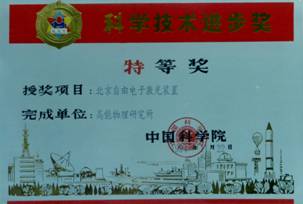 科学技术进步奖
特等奖
授奖项目：北京自由电子激光装置
完成单位：高能物理研究所
中国科学院